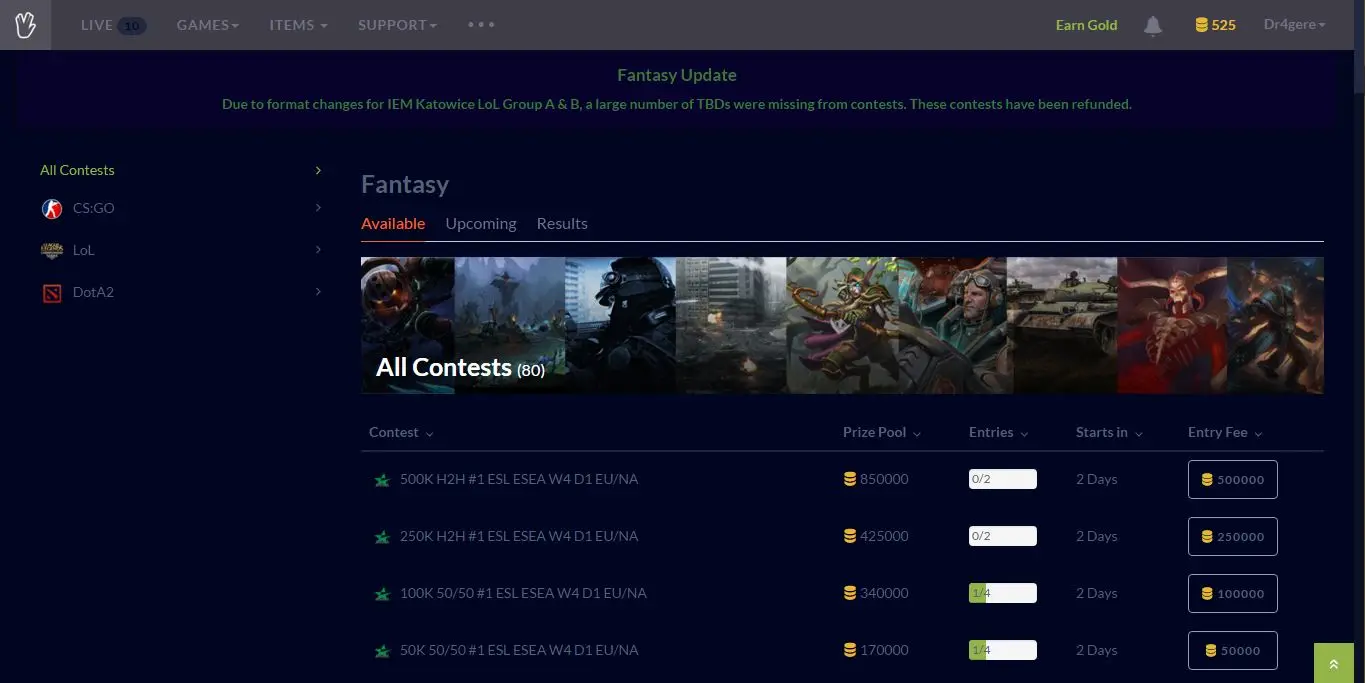 LIVE 10 GAMES ITEMS SUPPORT Earn Gold 525 Dr4gere
Fantasy Update
Due to format changes for IEM Katowice LoL Group A & B, a large number of TBDs were missing from contests. These contests have been refunded.
All Contests
CS:GO
LoL
DotA2
Fantasy
Available Upcoming Results
All Contests (80)
Contest Prize Pool Entries Starts in Entry Fee
500K H2H #1 ESL ESEA W4 D1 EU/NA 850000 0/2 2 Days 500000
250K H2H #1 ESL ESEA W4 D1 EU/NA 425000 0/2 2 Days 250000
100K 50/50 #1 ESL ESEA W4 D1 EU/NA 340000 1/4 2 Days 100000
50K 50/50 #1 ESL ESEA W4 D1 EU/NA 170000 1/4 2 Days 50000